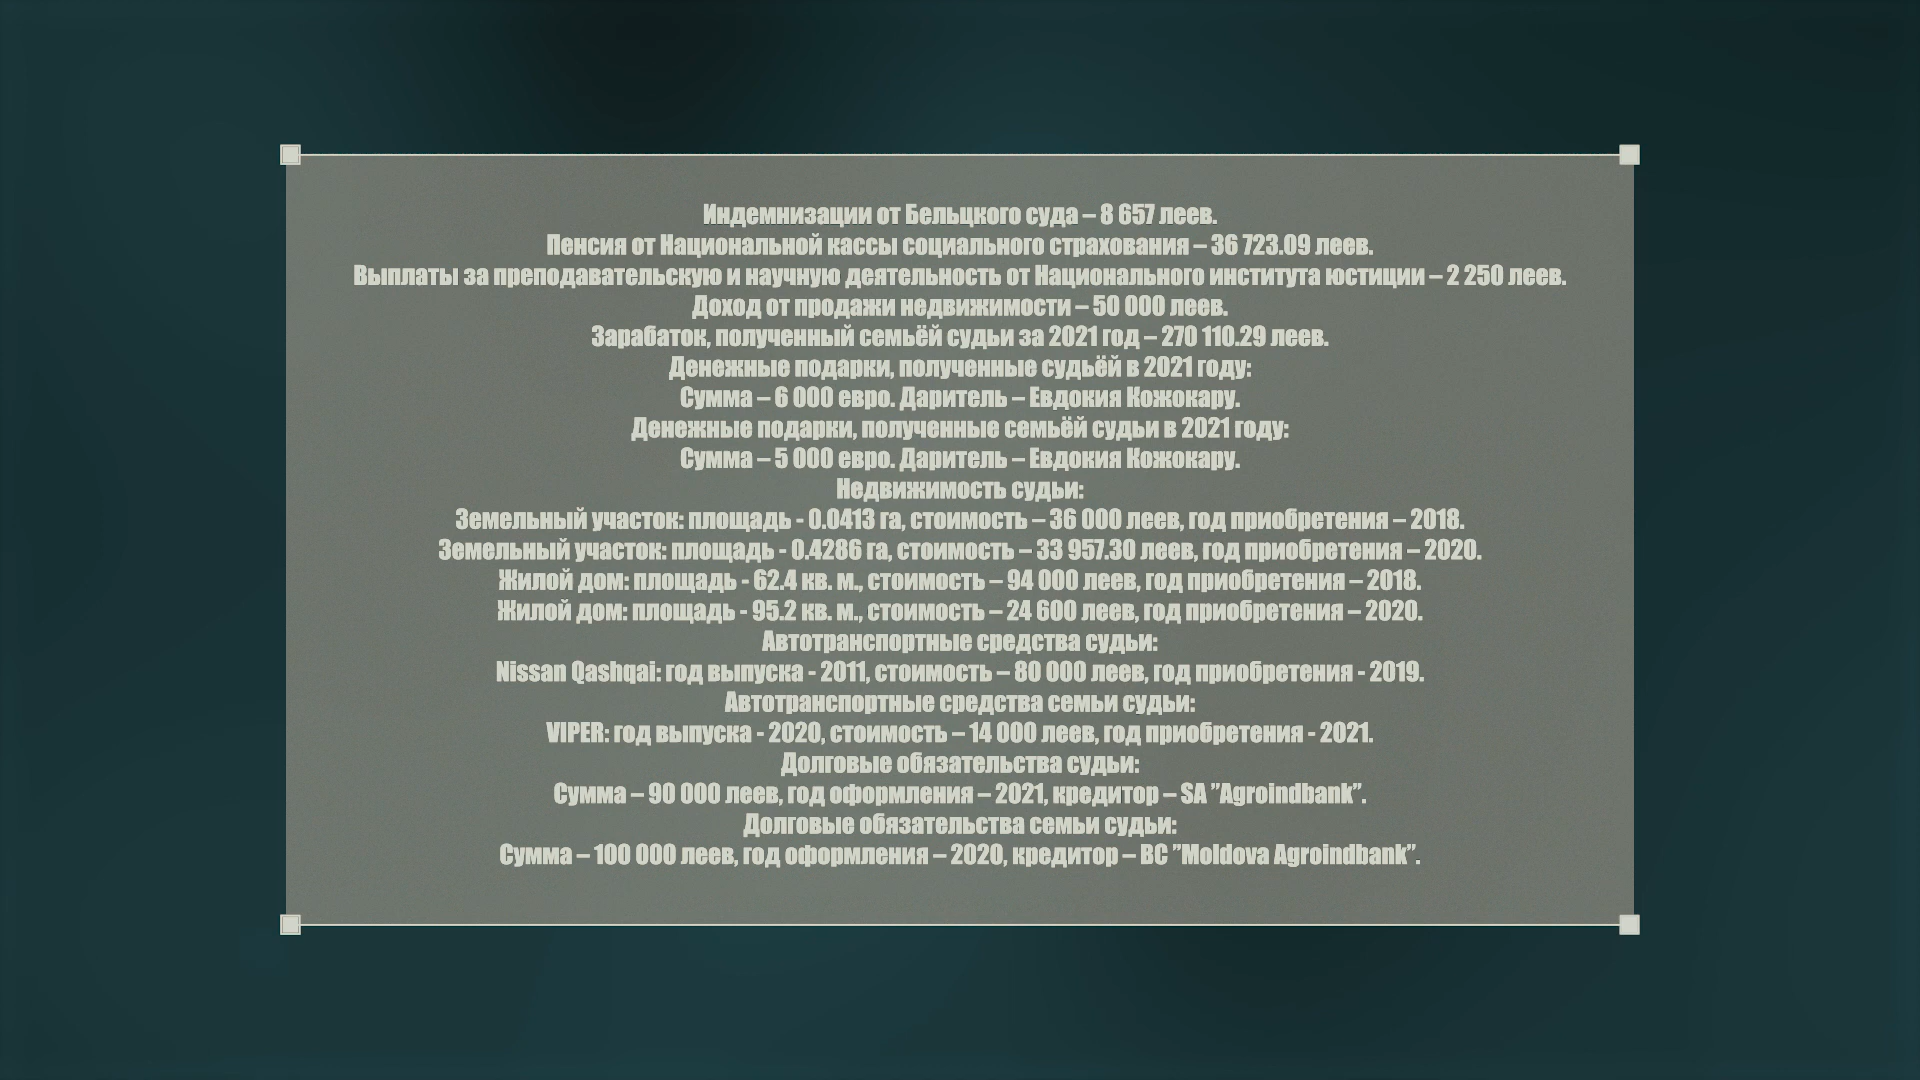 Индемнизации от Бельцкого суда – 8 657 леев.
Пенсия от Национальной кассы социального страхования – 36 723.09 леев.
Выплаты за преподавательскую и научную деятельность от Национального института юстиции – 2 250 леев.
Доход от продажи недвижимости – 50 000 леев.
Зарабаток, полученный семьёй судьи за 2021 год – 270 110.29 леев.
Денежные подарки, полученные судьёй в 2021 году:
Сумма – 6 000 евро. Даритель – Евдокия Кожокару.
Денежные подарки, полученные семьёй судьи в 2021 году:
Сумма – 5 000 евро. Даритель – Евдокия Кожокару.
Недвижимость судьи:
Земельный участок: площадь - 0.0413 га, стоимость – 36 000 леев, год приобретения – 2018.
Земельный участок: площадь - 0.4286 га, стоимость – 33 957.30 леев, год приобретения – 2020.
Жилой дом: площадь - 62.4 кв. м., стоимость – 94 000 леев, год приобретения – 2018.
Жилой дом: площадь - 95.2 кв. м., стоимость – 24 600 леев, год приобретения – 2020.
Автотранспортные средства судьи:
Nissan Qashqai: год выпуска - 2011, стоимость – 80 000 леев, год приобретения - 2019.
Автотранспортные средства семьи судьи:
VIPER: год выпуска - 2020, стоимость – 14 000 леев, год приобретения - 2021.
Долговые обязательства судьи:
Сумма – 90 000 леев, год оформления – 2021, кредитор – SA ”Agroindbank”.
Долговые обязательства семьи судьи:
Сумма – 100 000 леев, год оформления – 2020, кредитор – BC ”Moldova Agroindbank”.